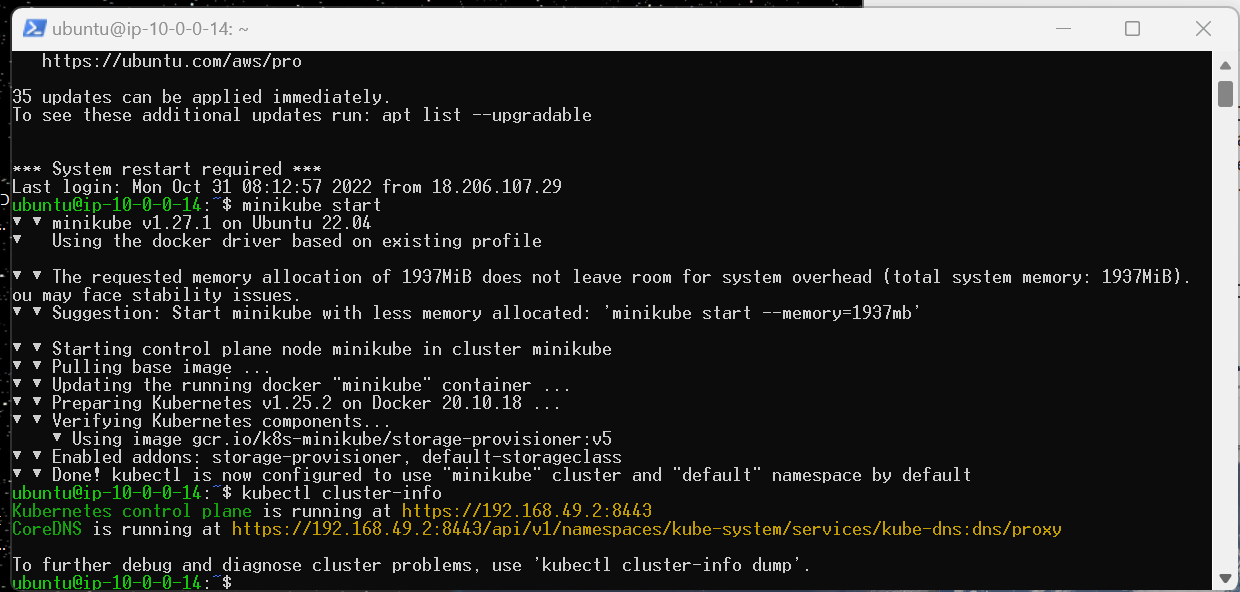 ubuntu@ip-10-0-0-14: ~
https://ubuntu.com/aws/pro
35 updates can be applied immediately.
To see these additional updates run: apt list --upgradable
*** System restart required ***
Last login: Mon Oct 31 08:12:57 2022 from 18.206.107.29
ubuntu@ip-10-0-0-14:~$ minikube start
▼ ▼ minikube v1.27.1 on Ubuntu 22.04
▼   Using the docker driver based on existing profile
▼ ▼ The requested memory allocation of 1937MiB does not leave room for system overhead (total system memory: 1937MiB).
ou may face stability issues.
▼ ▼ Suggestion: Start minikube with less memory allocated: 'minikube start --memory=1937mb'
▼ ▼ Starting control plane node minikube in cluster minikube
▼ ▼ Pulling base image ...
▼ ▼ Updating the running docker "minikube" container ...
▼ ▼ Preparing Kubernetes v1.25.2 on Docker 20.10.18 ...
▼ ▼ Verifying Kubernetes components...
    ▼ Using image gcr.io/k8s-minikube/storage-provisioner:v5
▼ ▼ Enabled addons: storage-provisioner, default-storageclass
▼ ▼ Done! kubectl is now configured to use "minikube" cluster and "default" namespace by default
ubuntu@ip-10-0-0-14:~$ kubectl cluster-info
Kubernetes control plane is running at https://192.168.49.2:8443
CoreDNS is running at https://192.168.49.2:8443/api/v1/namespaces/kube-system/services/kube-dns:dns/proxy
To further debug and diagnose cluster problems, use 'kubectl cluster-info dump'.
ubuntu@ip-10-0-0-14:~$